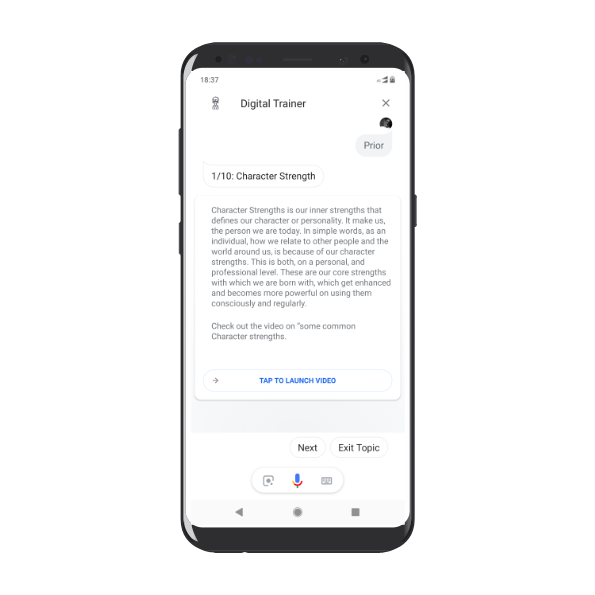 18:37
Digital Trainer
Prior
1/10: Character Strength
Character Strengths is our inner strengths that
defines our character or personality. It make us,
the person we are today. In simple words, as an
individual, how we relate to other people and the
world around us, is because of our character
strengths. This is both, on a personal, and
professional level. These are our core strengths
with which we are born with, which get enhanced
and becomes more powerful on using them
consciously and regularly.
Check out the video on "some common
Character strengths.
TAP TO LAUNCH VIDEO
Next
Exit Topic